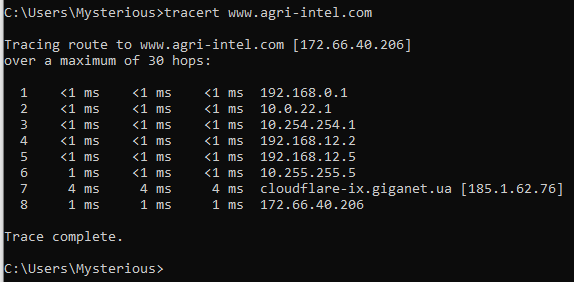 C:\Users\Mysterious>tracert www.agri-intel.com
Tracing route to www.agri-intel.com [172.66.40.206]
over a maximum of 30 hops:
1 <1 ms <1 ms <1 ms 192.168.0.1
2 <1 ms <1 ms <1 ms 10.0.22.1
3 <1 ms <1 ms <1 ms 10.254.254.1
4 <1 ms <1 ms <1 ms 192.168.12.2
5 <1 ms <1 ms <1 ms 192.168.12.5
6 1 ms <1 ms <1 ms 10.255.255.5
7 4 ms 4 ms 4 ms cloudflare-ix.giganet.ua [185.1.62.76]
8 1 ms 1 ms 1 ms 172.66.40.206
Trace complete.
C:\Users\Mysterious>